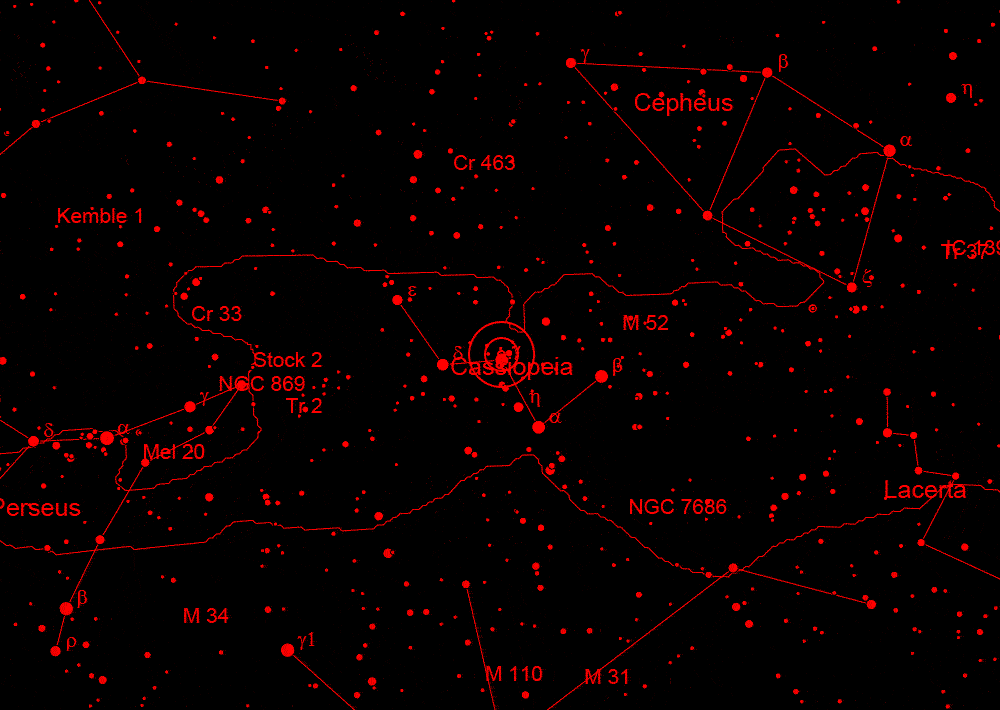 γ
β
η
Cepheus
α
Cr 463
Kemble 1
ζ
ε
Cr 33
M 52
δ
Cassiopeia
β
Stock 2
NGC 869
γ
Tr 2
η
α
δ
α
Mel 20
Lacerta
Perseus
NGC 7686
β
M 34
ρ
γ1
M 110
M 31